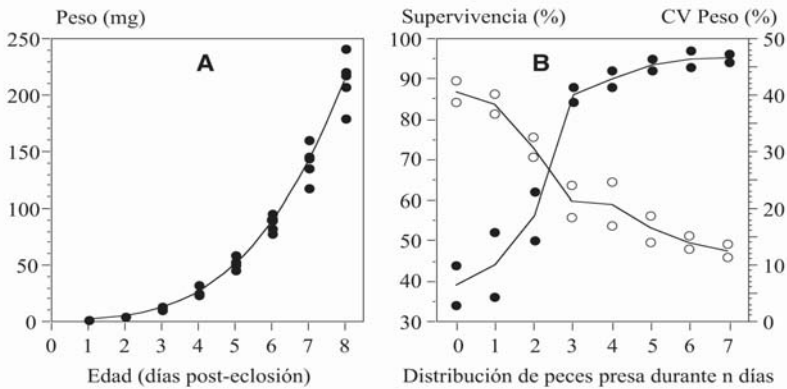 Peso (mg)
A
250
200
150
100
50
0
0 1 2 3 4 5 6 7 8
Edad (días post-eclosión)
Supervivencia (%) CV Peso (%)
B
100
90
80
70
60
50
40
30
50
40
30
20
10
0
0 1 2 3 4 5 6 7
Distribución de peces presa durante n días